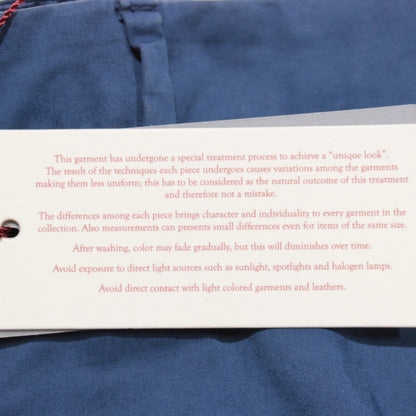 This garment has undergone a special treatment process to achieve a "unique look".
The result of the techniques each piece undergoes causes variations among the garments
making them less uniform; this has to be considered as the natural outcome of this treatment
and therefore not a mistake.
The differences among each piece brings character and individuality to every garment in the
collection. Also measurements can presents small differences even for items of the same size.
After washing, color may fade gradually, but this will diminishes over time.
Avoid exposure to direct light sources such as sunlight, spotlights and halogen lamps.
Avoid direct contact with light colored garments and leathers.